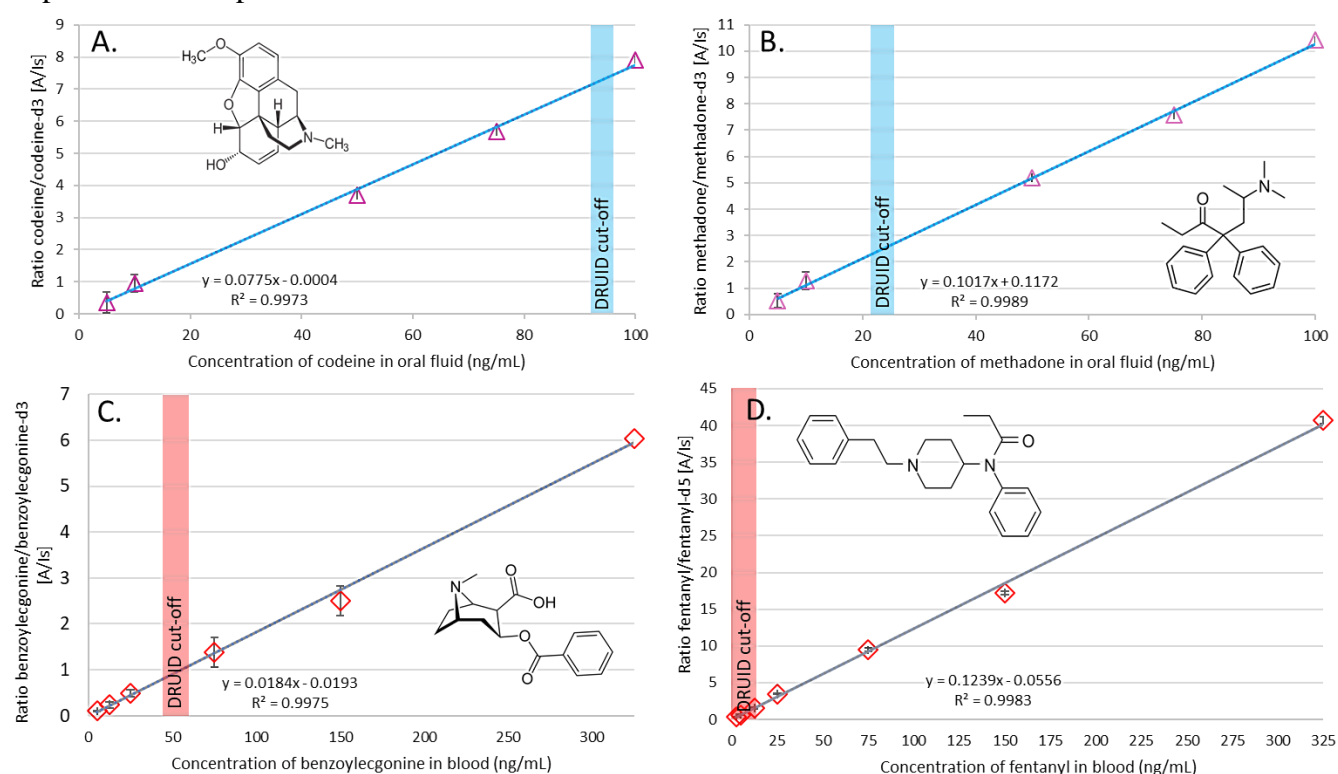 A.
Ratio codeine/codeine-d3 [A/Is]
9
8
7
6
5
4
3
2
1
0
H₃C
O
O
H
H
N
CH₃
HO
DRUID cut-off
y = 0.0775x - 0.0004
R² = 0.9973
0 20 40 60 80 100
Concentration of codeine in oral fluid (ng/mL)
B.
Ratio methadone/methadone-d3 [A/Is]
11
10
9
8
7
6
5
4
3
2
1
0
DRUID cut-off
O
N
y = 0.1017x + 0.1172
R² = 0.9989
0 20 40 60 80 100
Concentration of methadone in oral fluid (ng/mL)
C.
Ratio benzoylecgonine/benzoylecgonine-d3
[A/Is]
7
6
5
4
3
2
1
0
DRUID cut-off
N
O
OH
O
O
y = 0.0184x - 0.0193
R² = 0.9975
0 50 100 150 200 250 300
Concentration of benzoylecgonine in blood (ng/mL)
D.
Ratio fentanyl/fentanyl-d5 [A/Is]
45
40
35
30
25
20
15
10
5
0
DRUID cut-off
N
N
O
y = 0.1239x - 0.0556
R² = 0.9983
0 25 50 75 100 125 150 175 200 225 250 275 300 325
Concentration of fentanyl in blood (ng/mL)